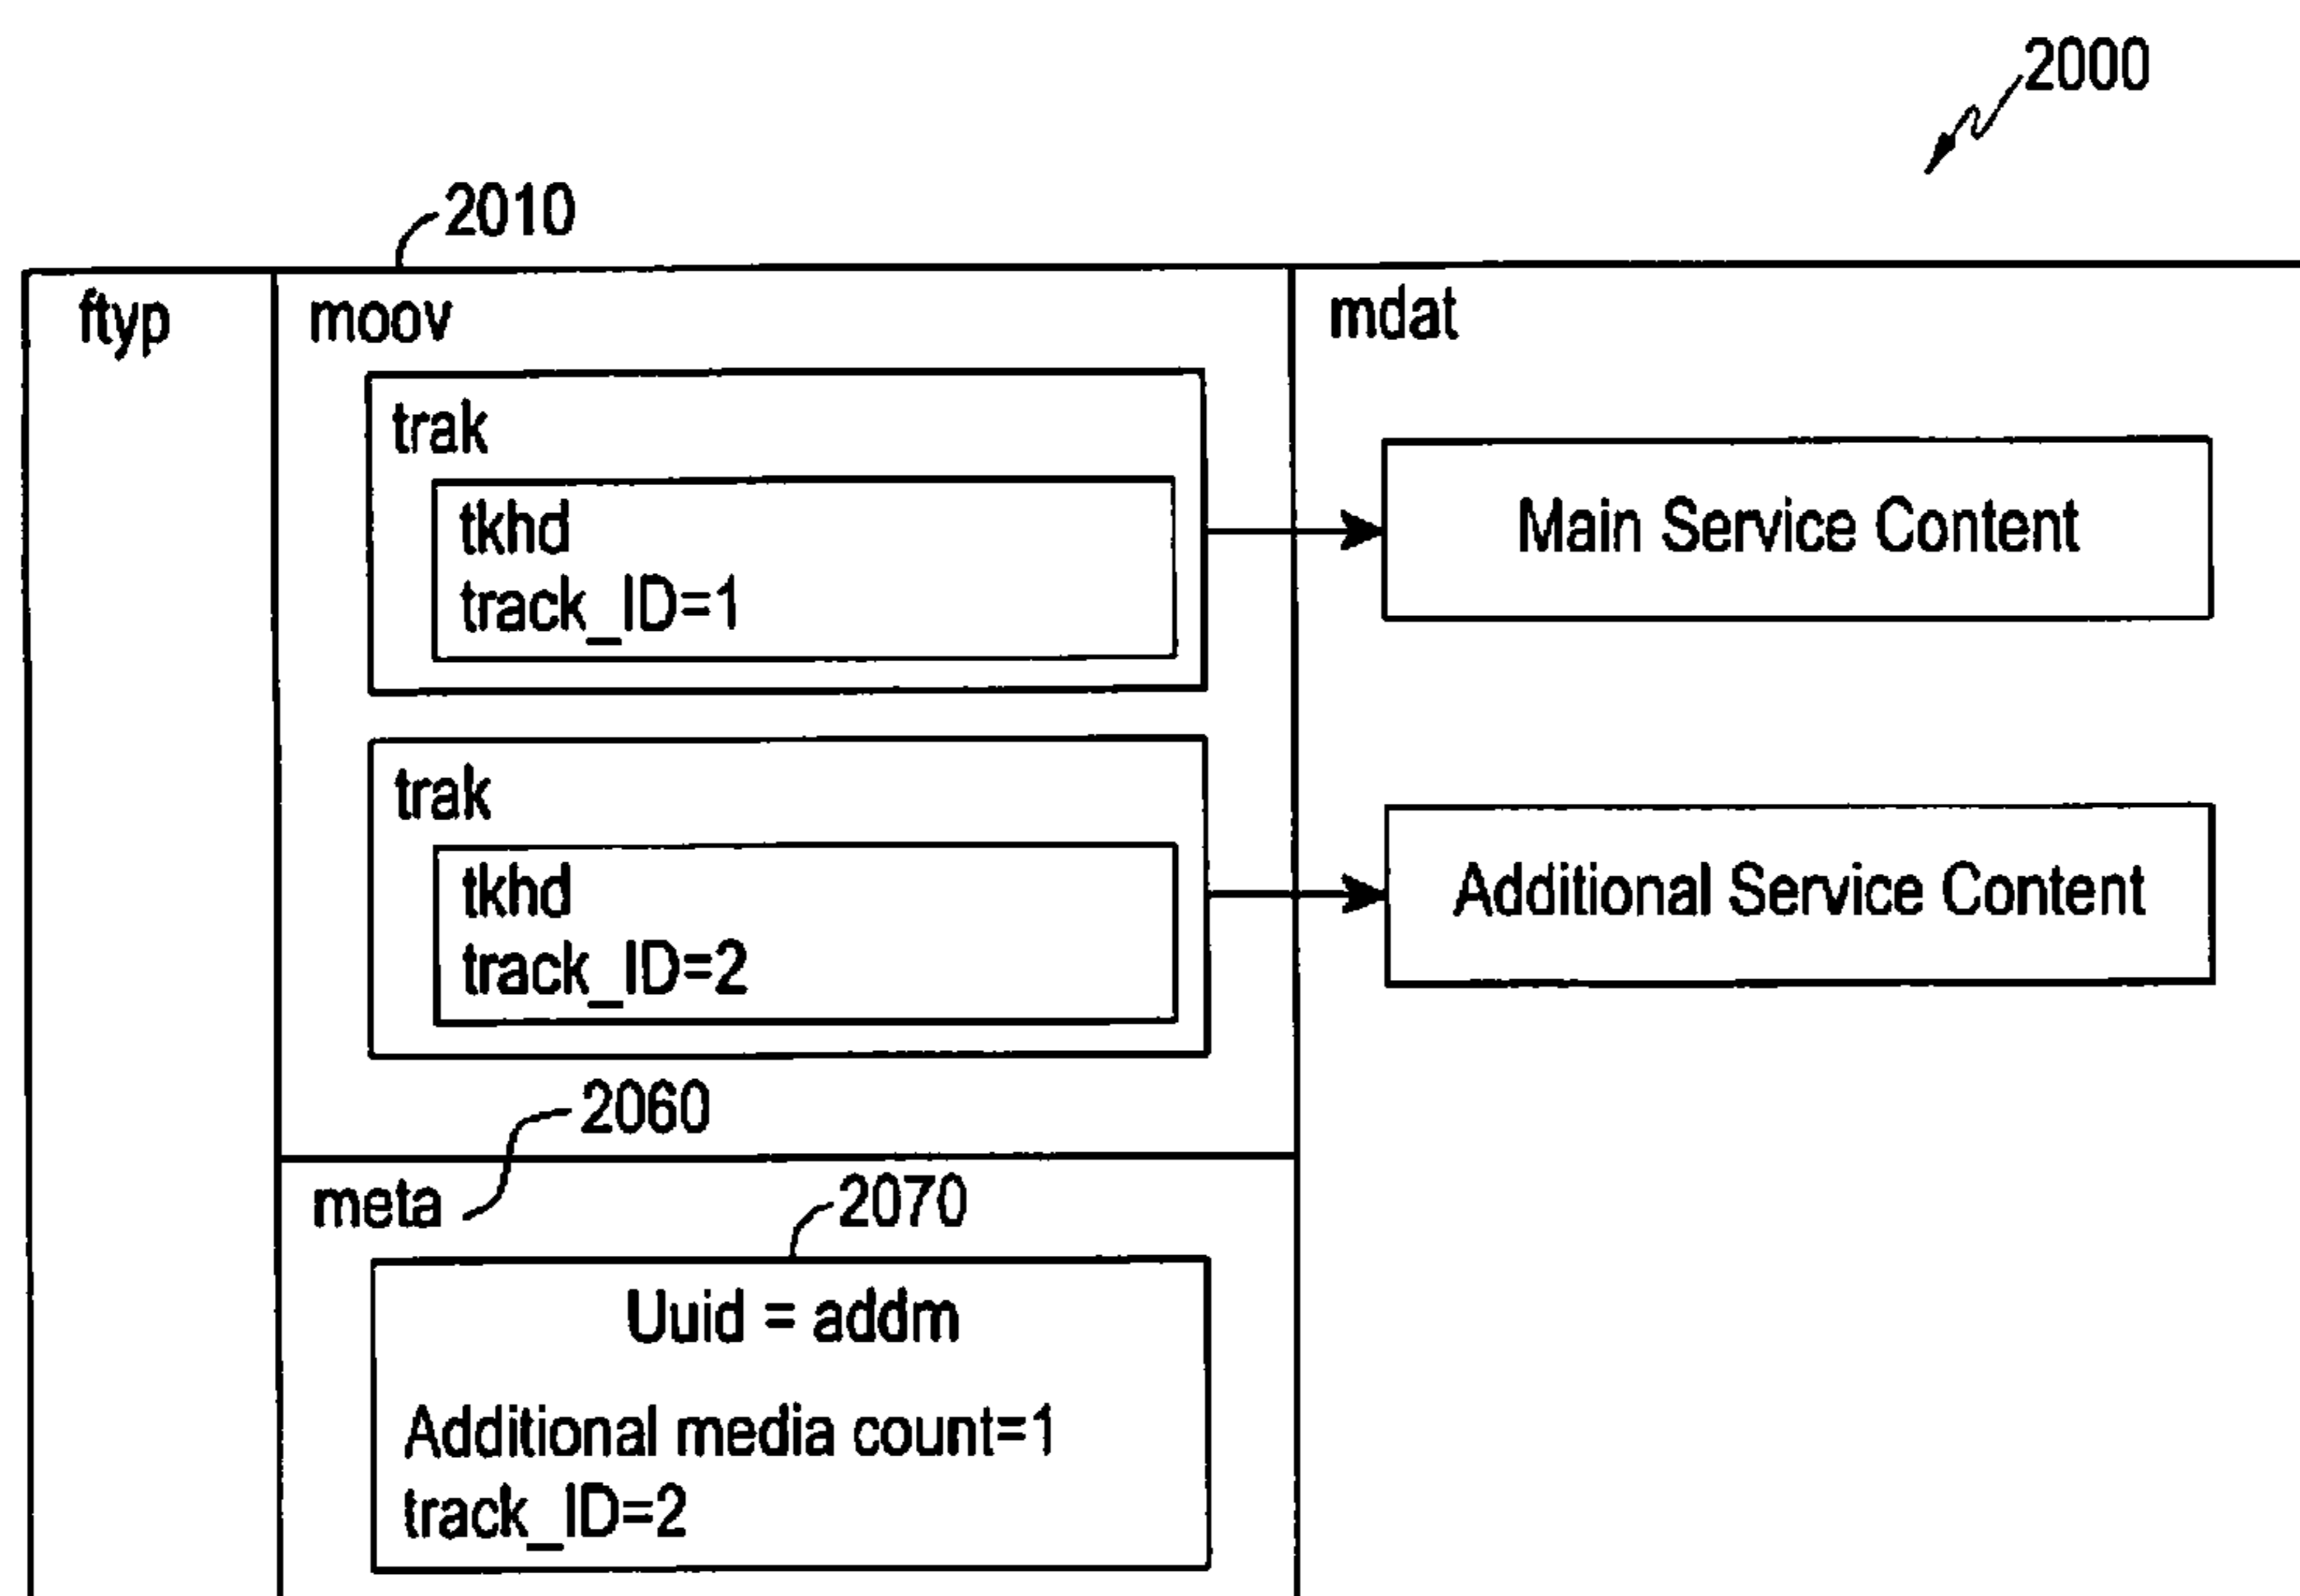 2000
2010
ftyp
moov
mdat
trak
tkhd
track_ID=1
Main Service Content
trak
tkhd
track_ID=2
Additional Service Content
2060
meta
2070
Uuid = addm
Additional media count=1
track_ID=2